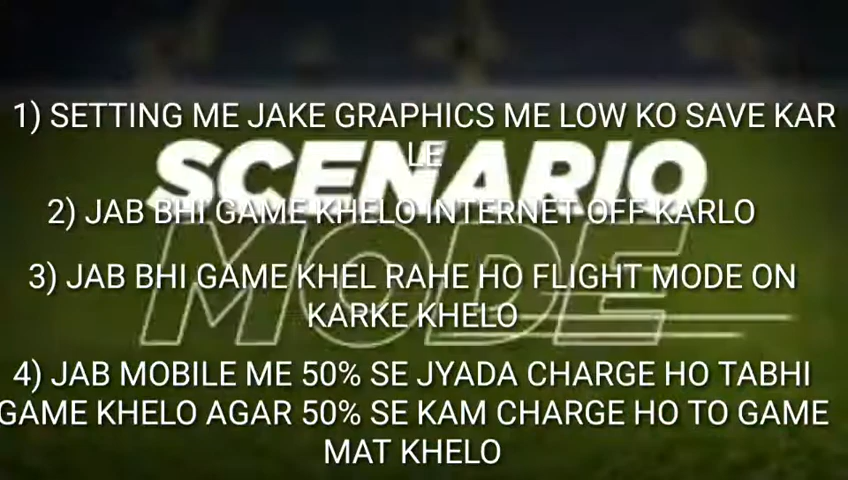 1) SETTING ME JAKE GRAPHICS ME LOW KO SAVE KAR
LE
SCENARIO
2) JAB BHI GAME KHELO INTERNET OFF KARLO
MODE
3) JAB BHI GAME KHEL RAHE HO FLIGHT MODE ON
KARKE KHELO
4) JAB MOBILE ME 50% SE JYADA CHARGE HO TABHI
GAME KHELO AGAR 50% SE KAM CHARGE HO TO GAME
MAT KHELO